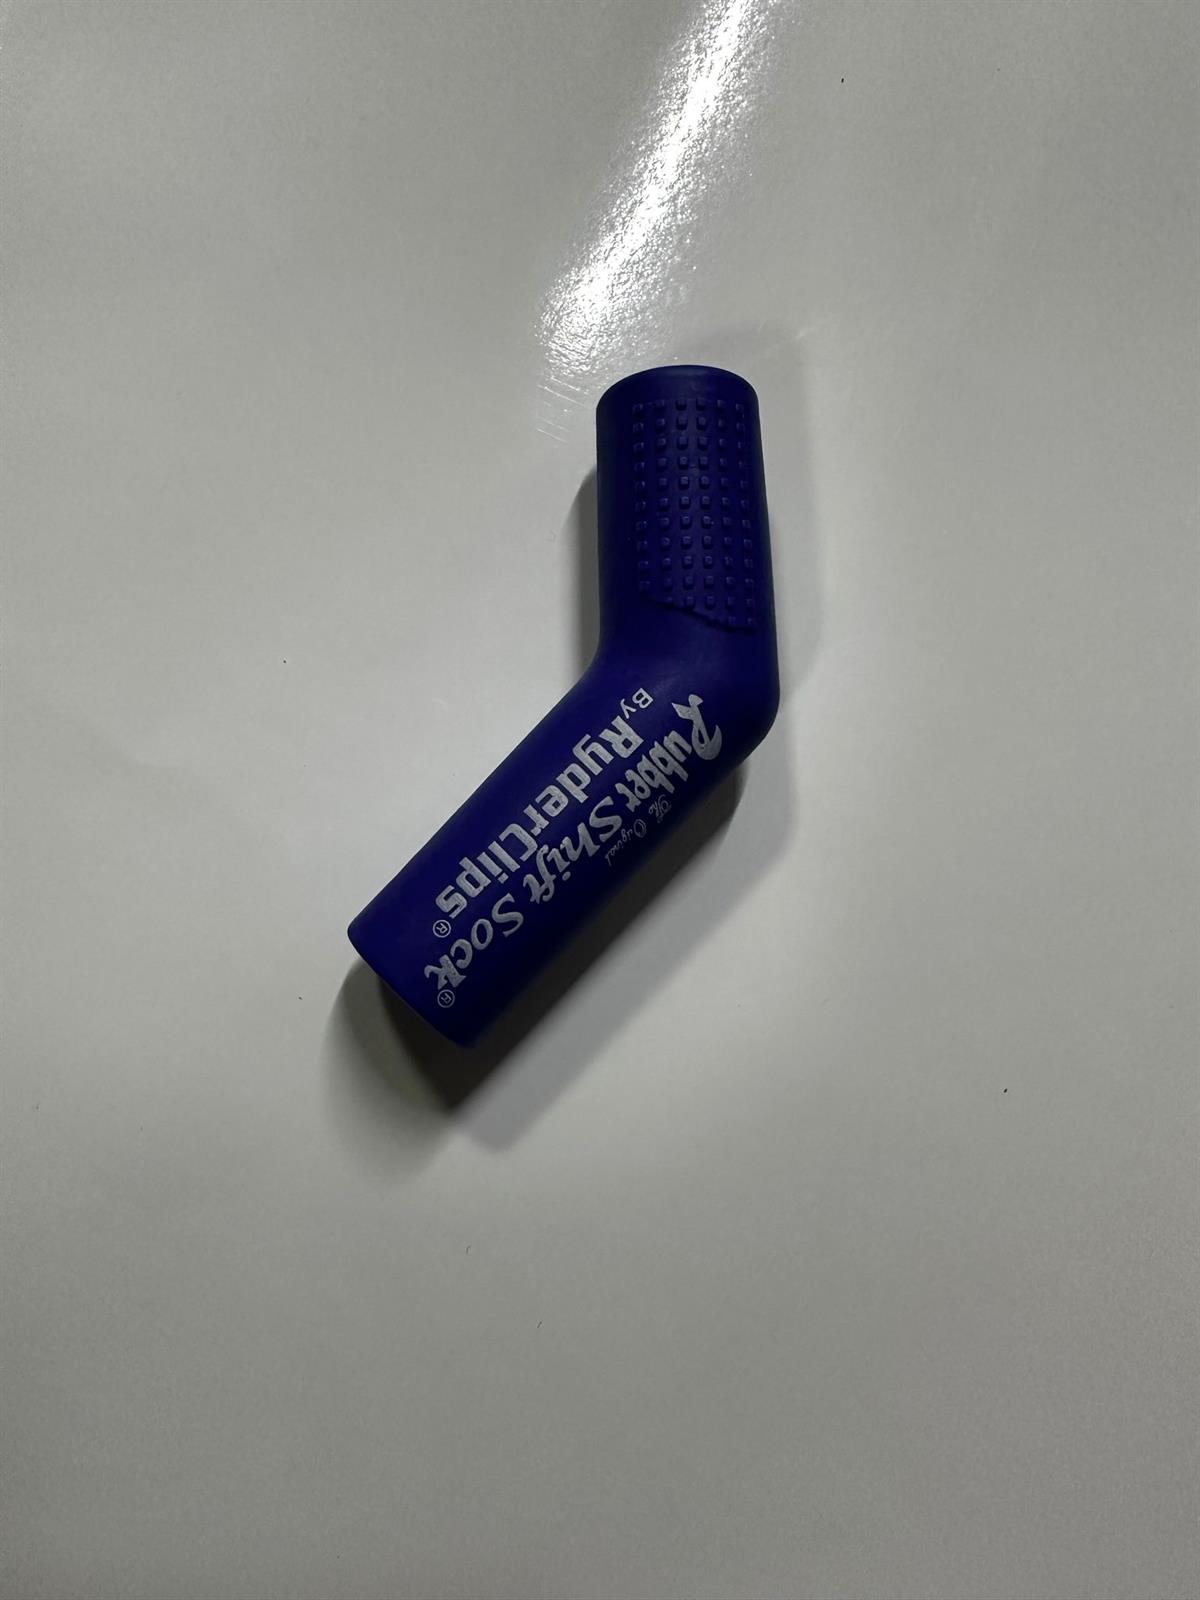 The Original
Rubber Shift Sock®
By RyderClips®